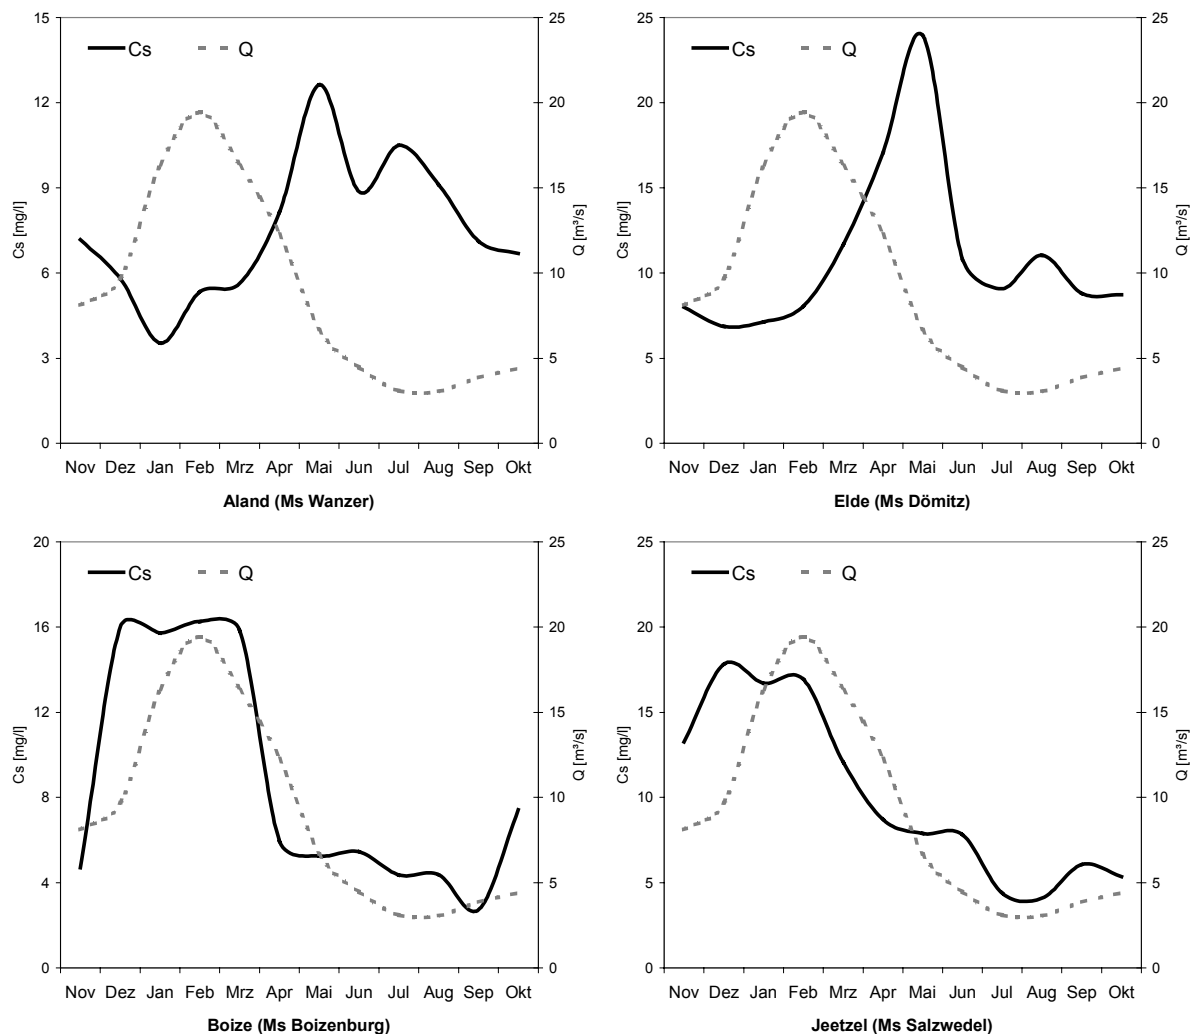 15
12
9
6
3
0
Cs [mg/l]
Cs Q
25
20
15
10
5
0
Q [m³/s]
Nov Dez Jan Feb Mrz Apr Mai Jun Jul Aug Sep Okt
Aland (Ms Wanzer)
25
20
15
10
5
0
Cs [mg/l]
Cs Q
25
20
15
10
5
0
Q [m³/s]
Nov Dez Jan Feb Mrz Apr Mai Jun Jul Aug Sep Okt
Elde (Ms Dömitz)
20
16
12
8
4
0
Cs [mg/l]
Cs Q
25
20
15
10
5
0
Q [m³/s]
Nov Dez Jan Feb Mrz Apr Mai Jun Jul Aug Sep Okt
Boize (Ms Boizenburg)
25
20
15
10
5
0
Cs [mg/l]
Cs Q
25
20
15
10
5
0
Q [m³/s]
Nov Dez Jan Feb Mrz Apr Mai Jun Jul Aug Sep Okt
Jeetzel (Ms Salzwedel)